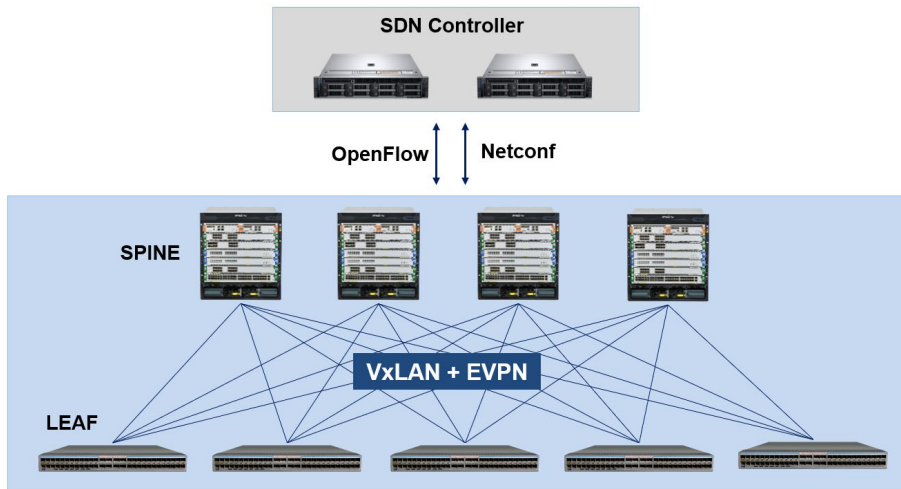 SDN Controller
OpenFlow
Netconf
SPINE
VxLAN + EVPN
LEAF